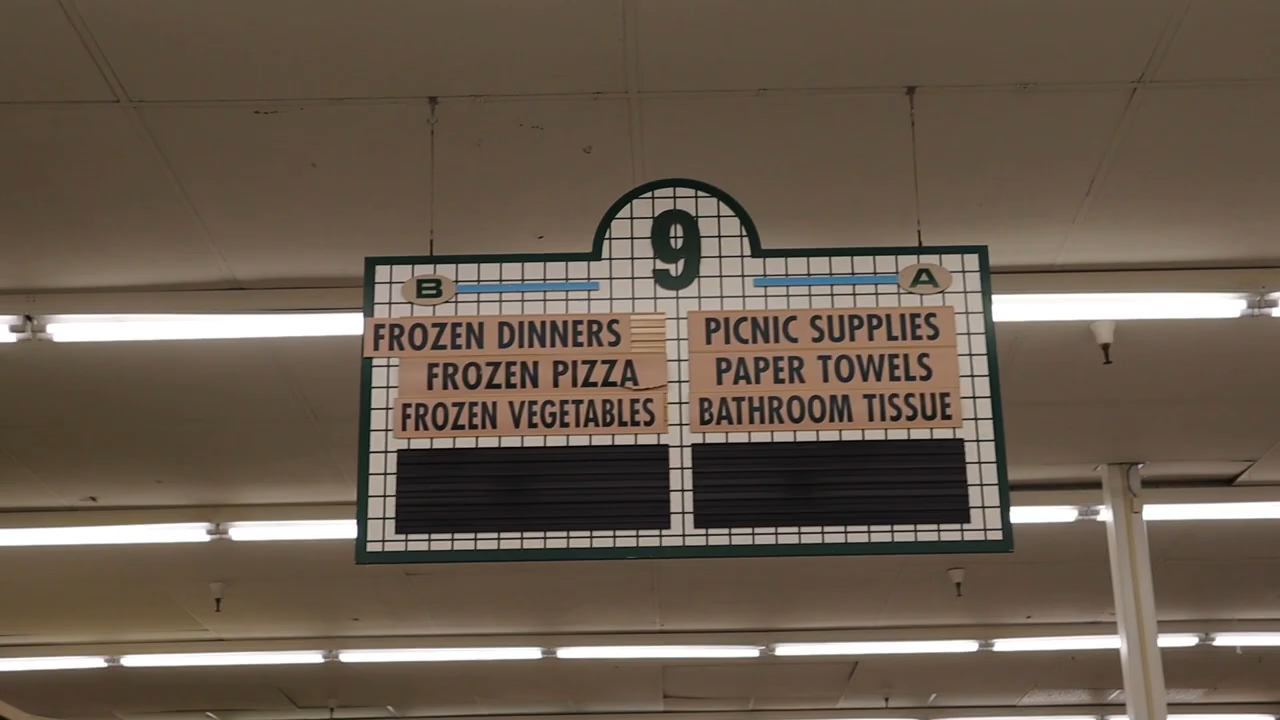 9
B
FROZEN DINNERS
FROZEN PIZZA
FROZEN VEGETABLES
A
PICNIC SUPPLIES
PAPER TOWELS
BATHROOM TISSUE